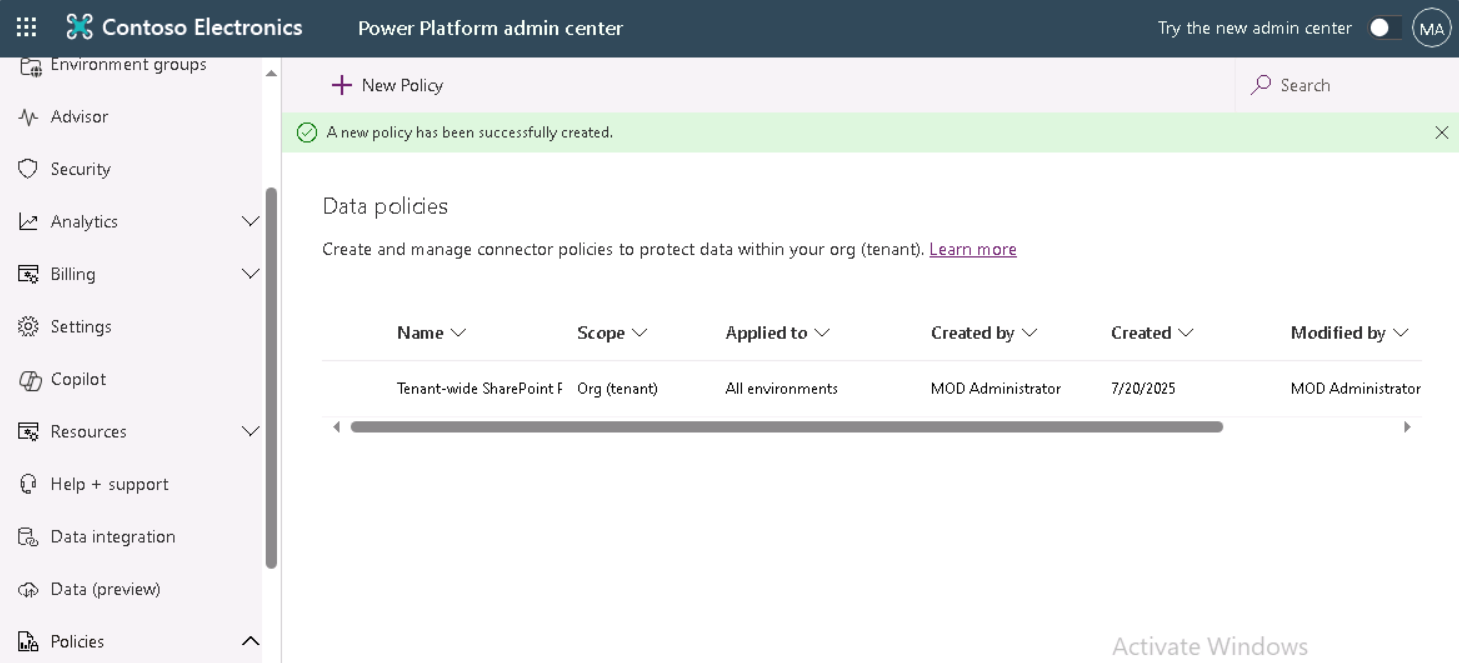 Contoso Electronics Power Platform admin center Try the new admin center MA
Environment groups
Advisor
Security
Analytics
Billing
Settings
Copilot
Resources
Help + support
Data integration
Data (preview)
Policies
New Policy Search
A new policy has been successfully created.
Data policies
Create and manage connector policies to protect data within your org (tenant). Learn more
Name Scope Applied to Created by Created Modified by
Tenant-wide SharePoint Org (tenant) All environments MOD Administrator 7/20/2025 MOD Administrator
Activate Windows